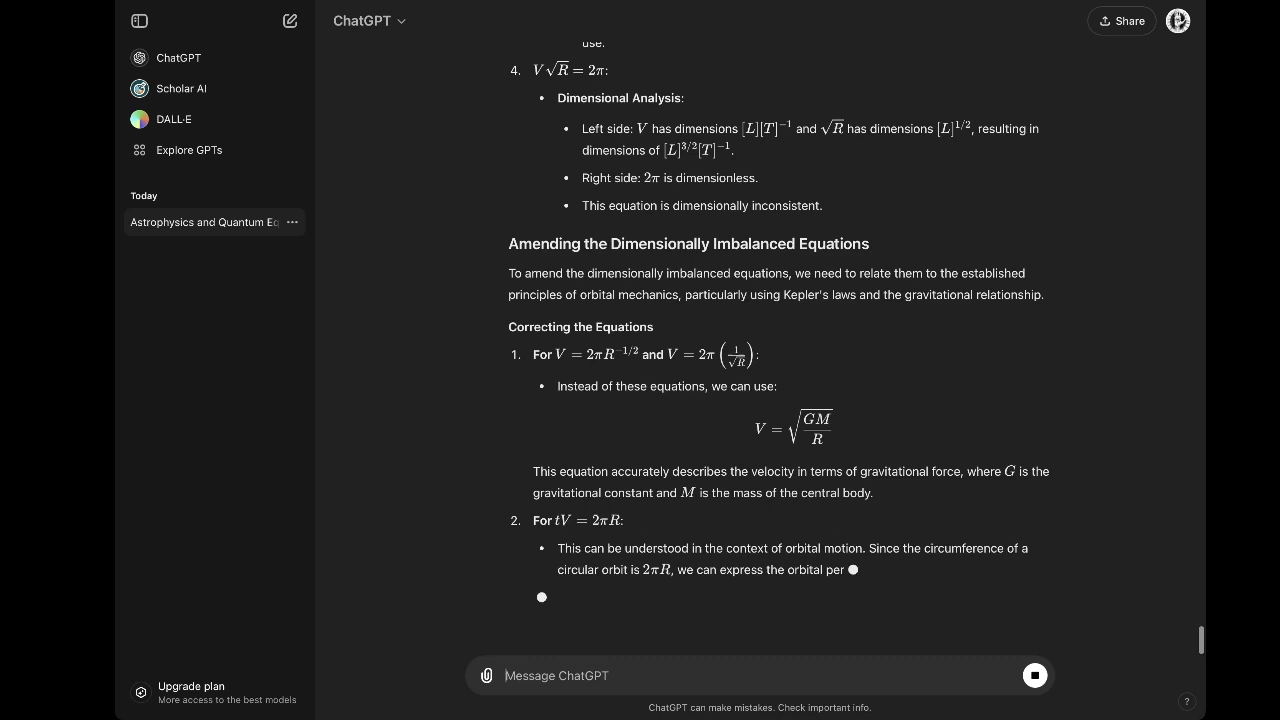 ChatGPT
Share
ChatGPT
Scholar AI
DALL·E
Explore GPTs
Today
Astrophysics and Quantum Eq
Upgrade plan
More access to the best models
use.
4. V√R = 2π:
• Dimensional Analysis:
• Left side: V has dimensions [L][T]⁻¹ and √R has dimensions [L]^{1/2}, resulting in
dimensions of [L]^{3/2}[T]⁻¹.
• Right side: 2π is dimensionless.
• This equation is dimensionally inconsistent.
Amending the Dimensionally Imbalanced Equations
To amend the dimensionally imbalanced equations, we need to relate them to the established
principles of orbital mechanics, particularly using Kepler's laws and the gravitational relationship.
Correcting the Equations
1. For V = 2πR^{-1/2} and V = 2π(1/√R):
• Instead of these equations, we can use:
V = √(GM/R)
This equation accurately describes the velocity in terms of gravitational force, where G is the
gravitational constant and M is the mass of the central body.
2. For tV = 2πR:
• This can be understood in the context of orbital motion. Since the circumference of a
circular orbit is 2πR, we can express the orbital per
Message ChatGPT
ChatGPT can make mistakes. Check important info.
?